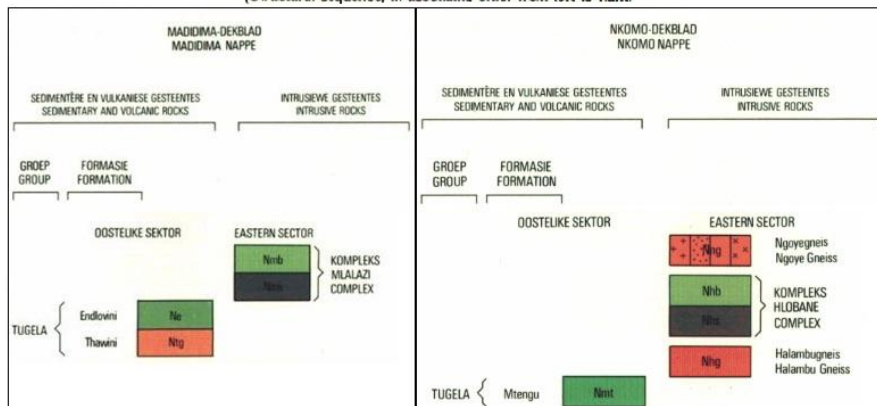 (Structural sequence, in ascending order from left to right)
MADIDIMA-DEKBLAD
MADIDIMA NAPPE
SEDIMENTÊRE EN VULKANIESE GESTEENTES
SEDIMENTARY AND VOLCANIC ROCKS
INTRUSIEWE GESTEENTES
INTRUSIVE ROCKS
GROEP
GROUP
FORMASIE
FORMATION
OOSTELIKE SEKTOR
EASTERN SECTOR
Nmb
KOMPLEKS
MLALAZI
COMPLEX
TUGELA
Endlovini
Ne
Thawini
Ntg
NKOMO-DEKBLAD
NKOMO NAPPE
SEDIMENTÊRE EN VULKANIESE GESTEENTES
SEDIMENTARY AND VOLCANIC ROCKS
INTRUSIEWE GESTEENTES
INTRUSIVE ROCKS
GROEP
GROUP
FORMASIE
FORMATION
OOSTELIKE SEKTOR
EASTERN SECTOR
Nng
Ngoyegneis
Ngoye Gneiss
Nhb
KOMPLEKS
HLOBANE
COMPLEX
Nhs
Nhg
Halambugneis
Halambu Gneiss
TUGELA
Mtengu
Nmt